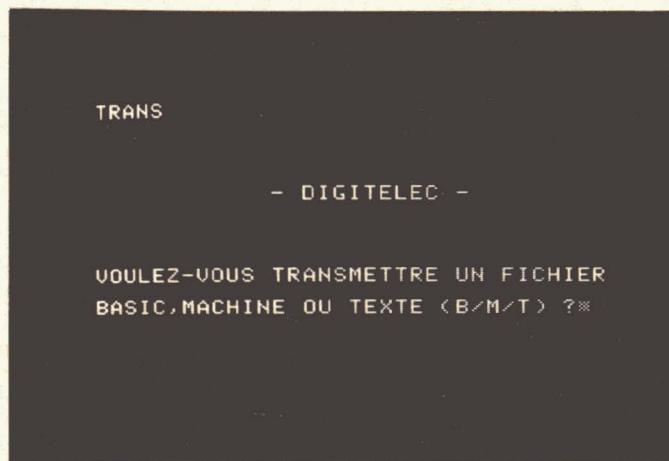 TRANS
- DIGITELEC -
VOULEZ-VOUS TRANSMETTRE UN FICHIER
BASIC,MACHINE OU TEXTE (B/M/T) ?